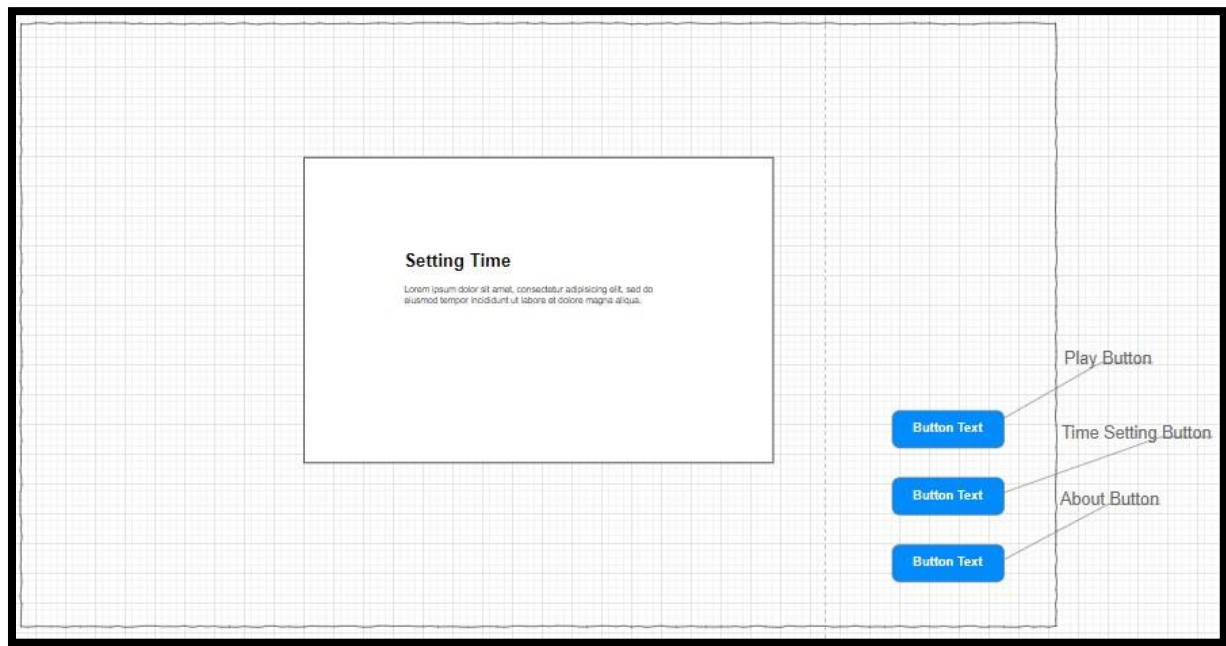 Setting Time
Lorem ipsum dolor sit amet, consectetur adipisicing elit, sed do
eiusmod tempor incididunt ut labore et dolore magna aliqua.
Play Button
Button Text
Time Setting Button
Button Text
About Button
Button Text